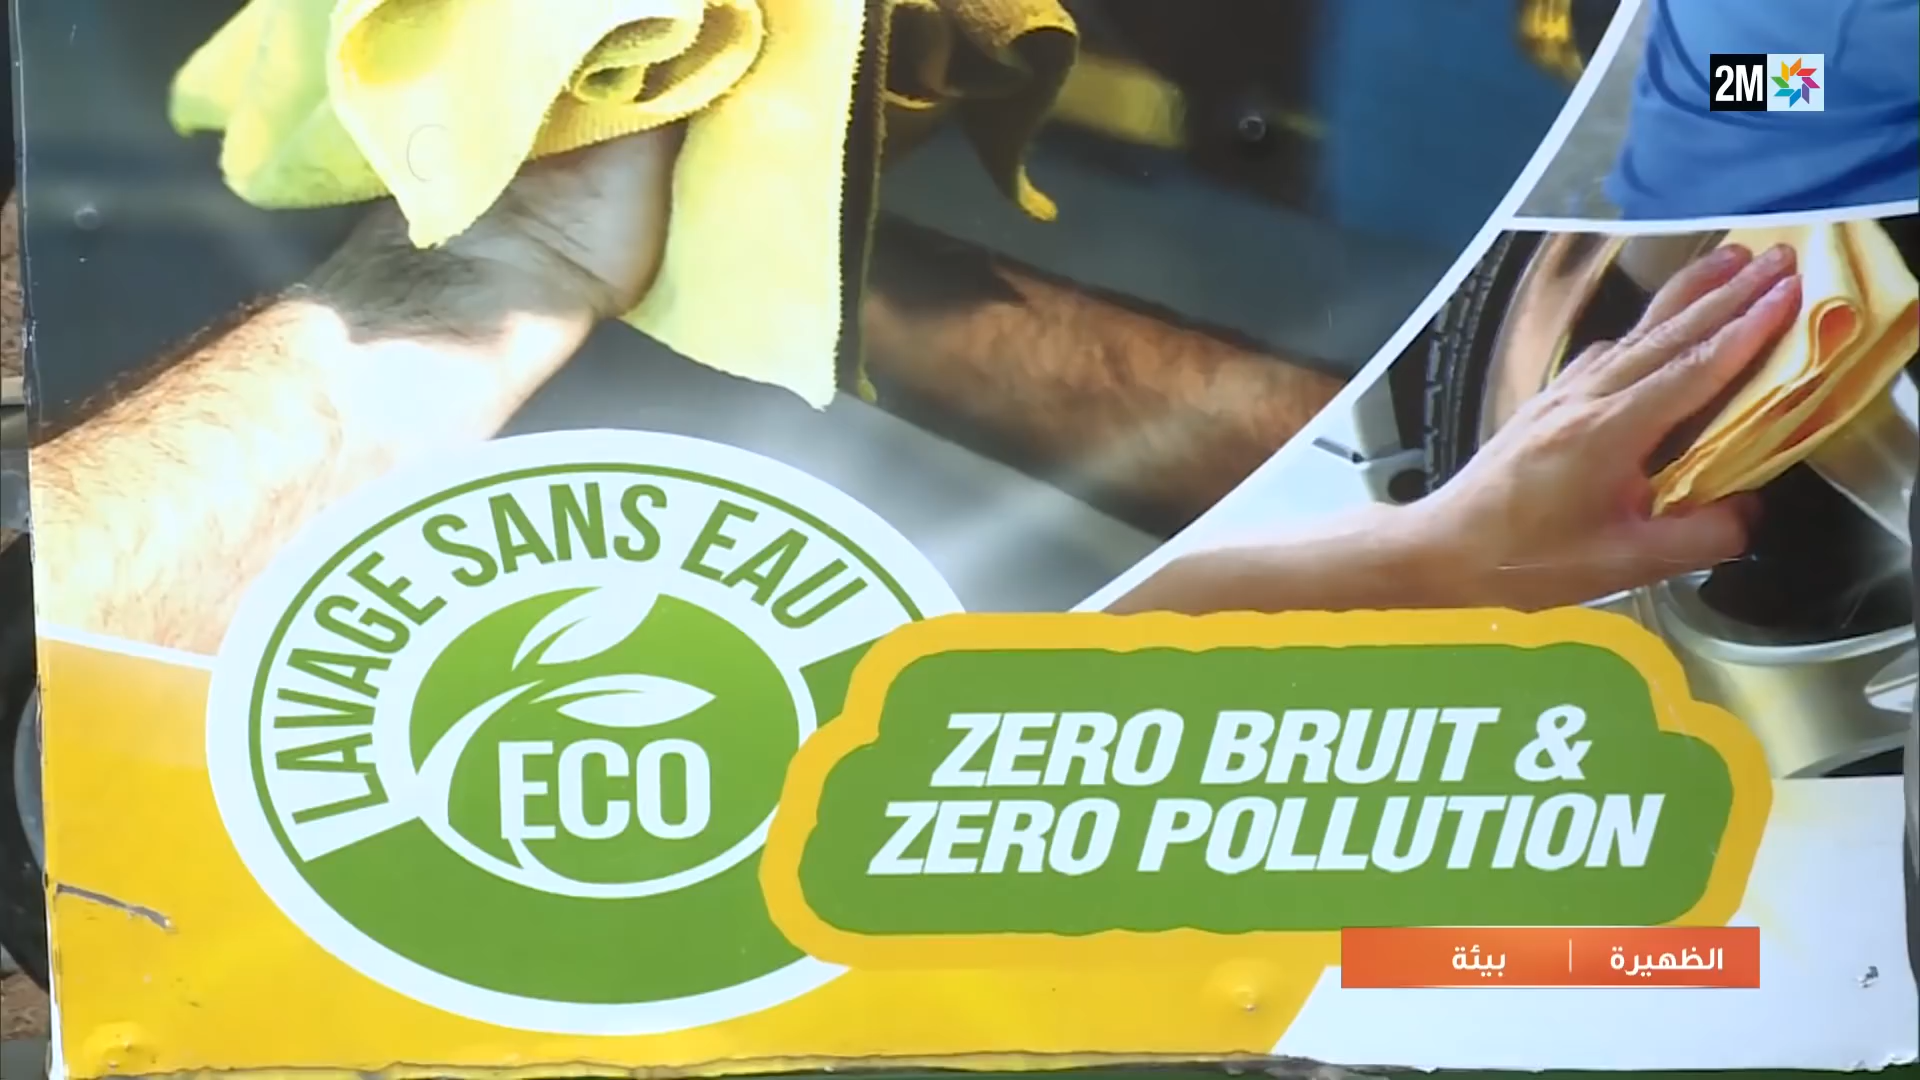 2M
LAVAGE SANS EAU
ECO
ZERO BRUIT &
ZERO POLLUTION
الظهيرة | بيئة